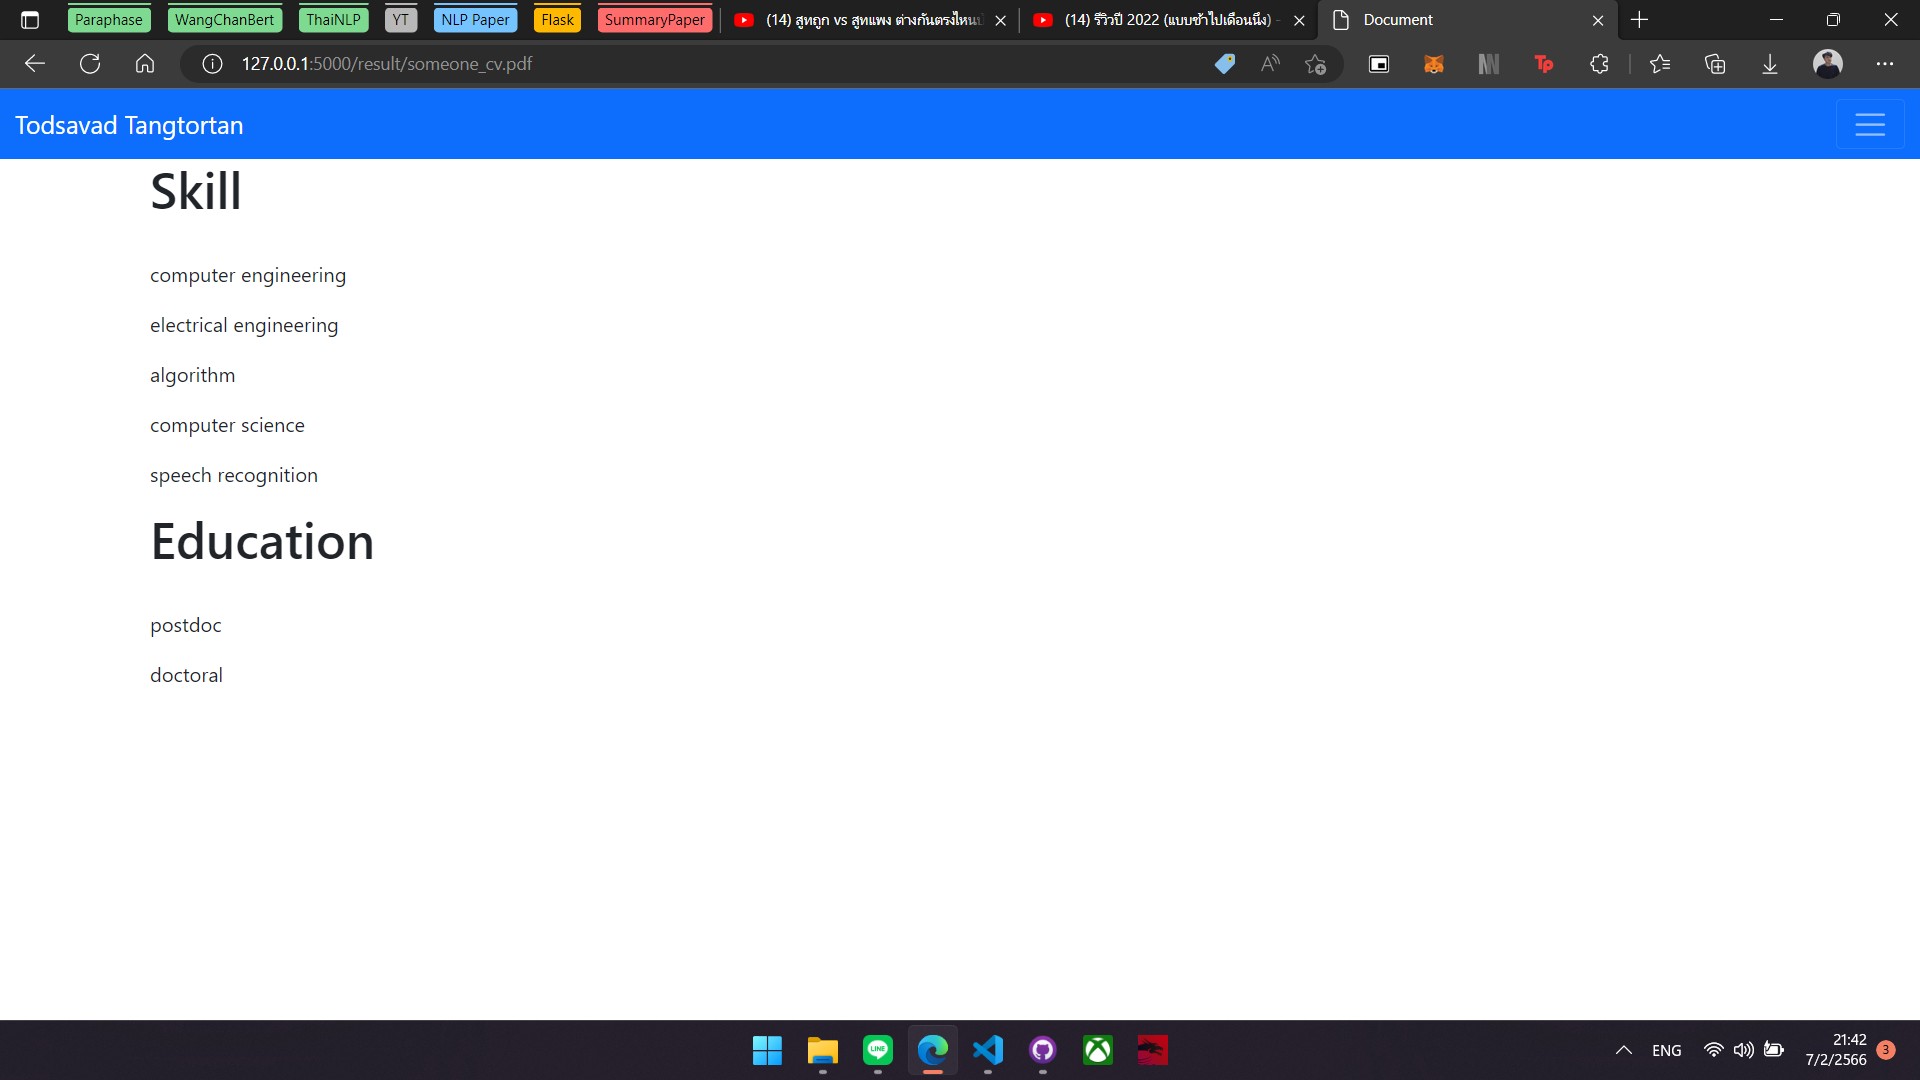 Paraphase WangChanBert ThaiNLP YT NLP Paper Flask SummaryPaper (14) สูทถูก vs สูทแพง ต่างกันตรงไหน (14) รีวิวปี 2022 (แบบช้าไปเดือนนึง) - Document
127.0.0.1:5000/result/someone_cv.pdf
Todsavad Tangtortan
Skill
computer engineering
electrical engineering
algorithm
computer science
speech recognition
Education
postdoc
doctoral
LINE
ENG
21:42
7/2/2566
3